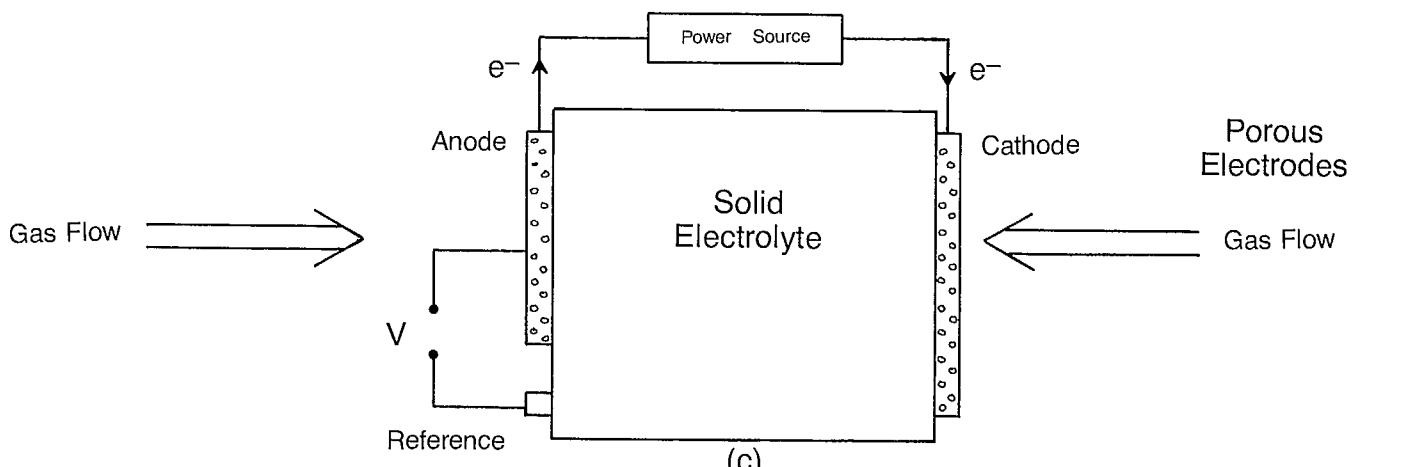 Power Source
e–
e–
Anode
Cathode
Porous
Electrodes
Solid
Electrolyte
Gas Flow
Gas Flow
V
Reference
(c)